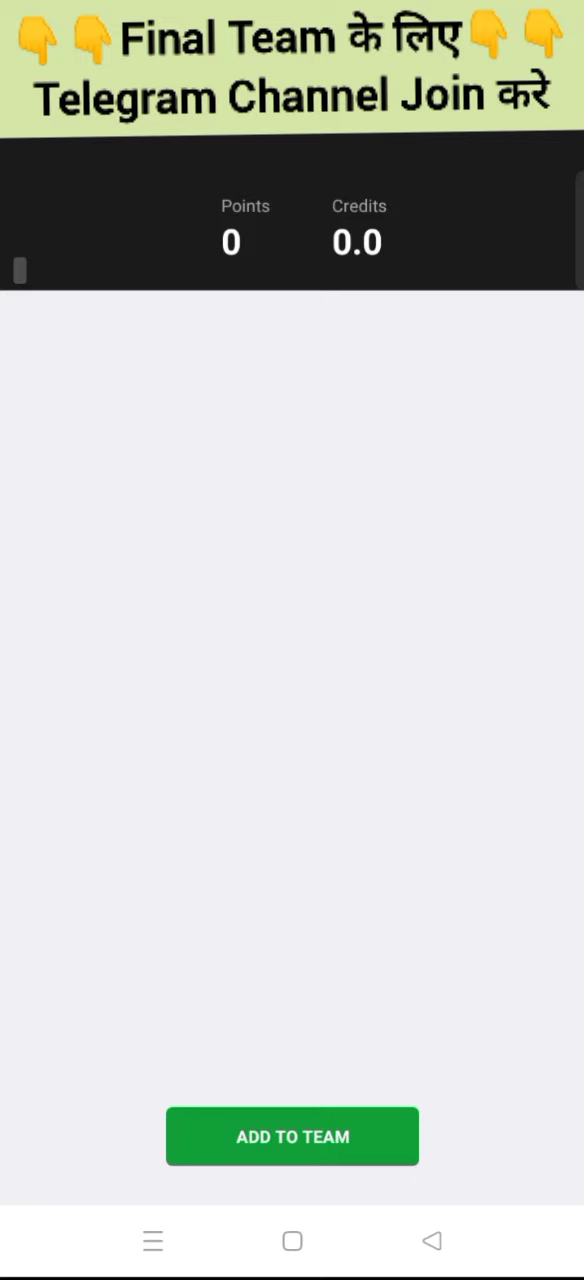 👇👇Final Team के लिए👇👇
Telegram Channel Join करे
Points Credits
0 0.0
ADD TO TEAM